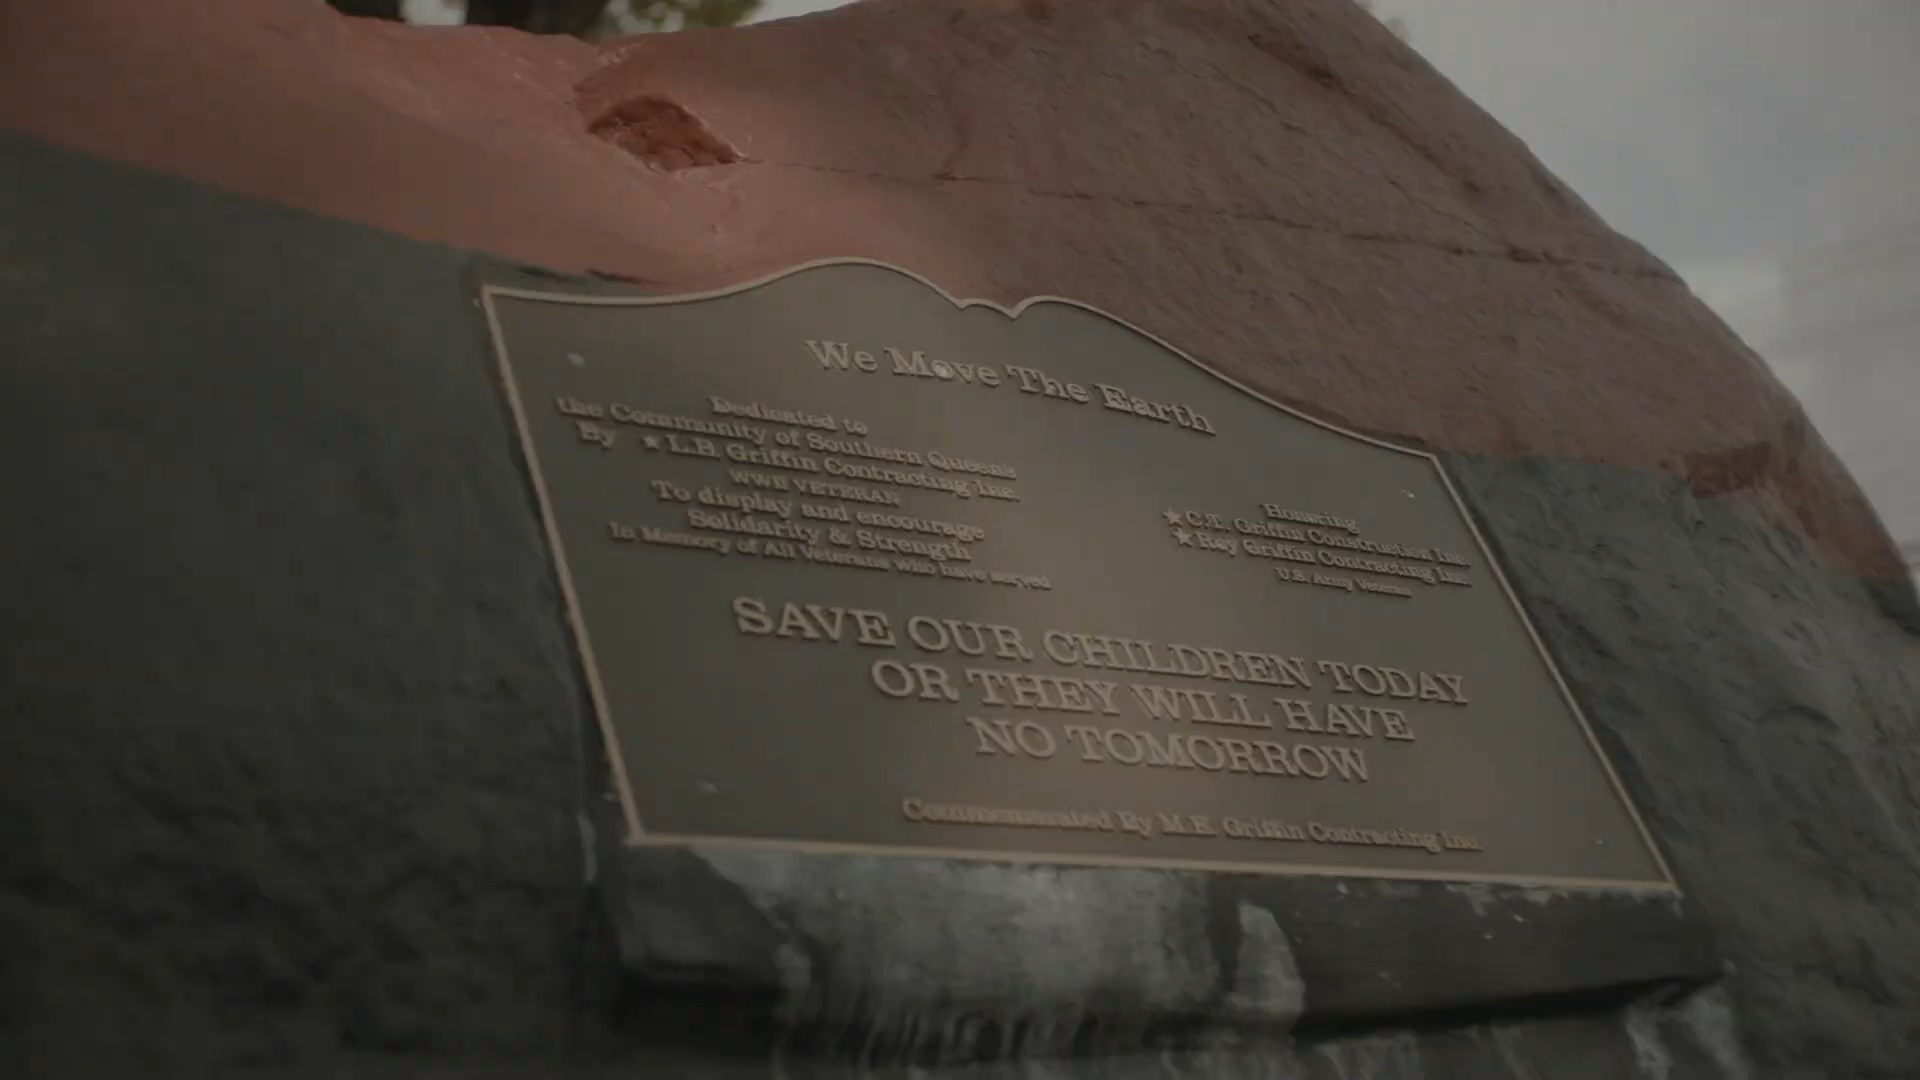 We Move The Earth
Dedicated to
the Community of Southern Queens
By ★ L.B. Griffin Contracting Inc.
WWII VETERAN
To display and encourage
Solidarity & Strength
In Memory of All Veterans who have served
Honoring
★ C.T. Griffin Construction Inc.
★ Roy Griffin Contracting Inc.
U.S. Army Veterans
SAVE OUR CHILDREN TODAY
OR THEY WILL HAVE
NO TOMORROW
Commemorated By M.E. Griffin Contracting Inc.